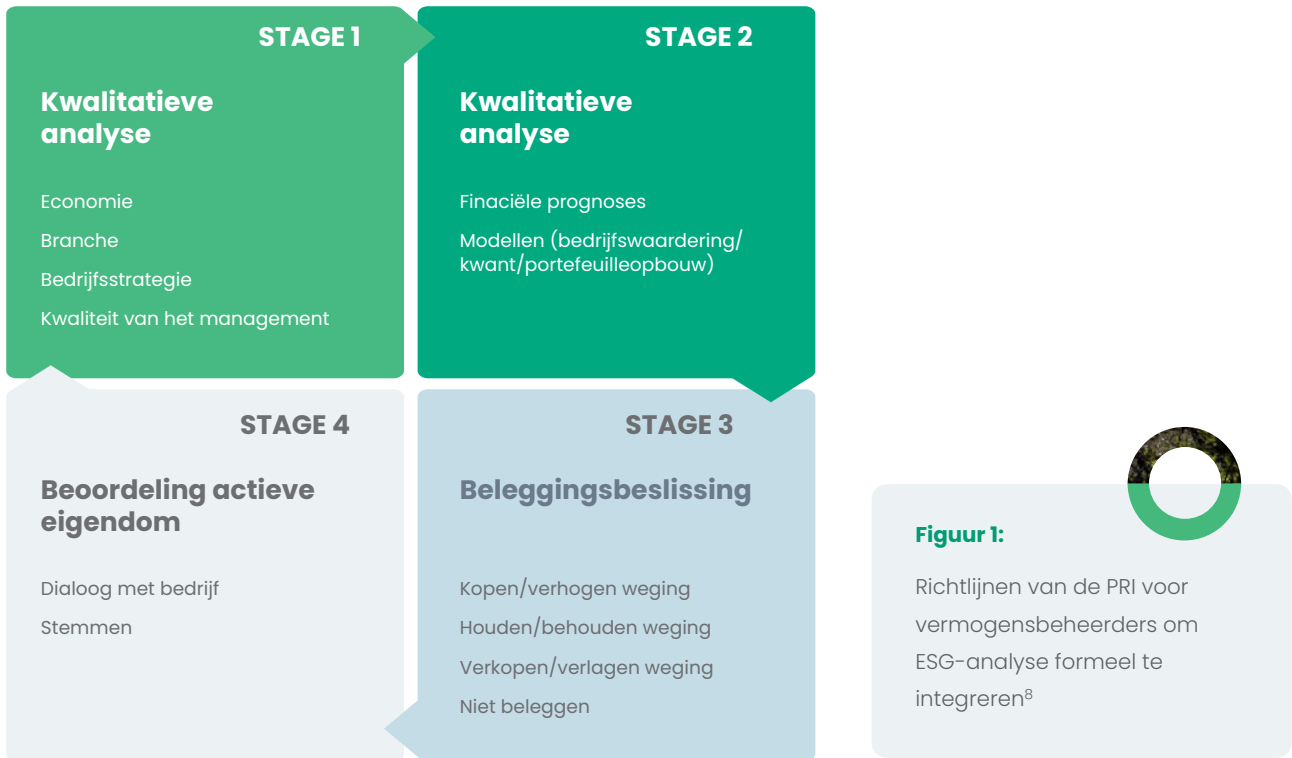 STAGE 1
Kwalitatieve
analyse
Economie
Branche
Bedrijfsstrategie
Kwaliteit van het management
STAGE 2
Kwalitatieve
analyse
Finaciële prognoses
Modellen (bedrijfswaardering/
kwant/portefeuilleopbouw)
STAGE 4
Beoordeling actieve
eigendom
Dialoog met bedrijf
Stemmen
STAGE 3
Beleggingsbeslissing
Kopen/verhogen weging
Houden/behouden weging
Verkopen/verlagen weging
Niet beleggen
Figuur 1:
Richtlijnen van de PRI voor
vermogensbeheerders om
ESG-analyse formeel te
integreren⁸